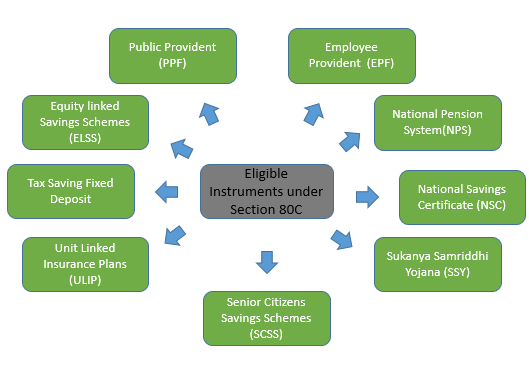 Public Provident
(PPF)
Employee
Provident  (EPF)
Equity linked
Savings Schemes
(ELSS)
National Pension
System(NPS)
Tax Saving Fixed
Deposit
Eligible
Instruments under
Section 80C
National Savings
Certificate (NSC)
Unit Linked
Insurance Plans
(ULIP)
Sukanya Samriddhi
Yojana (SSY)
Senior Citizens
Savings Schemes
(SCSS)